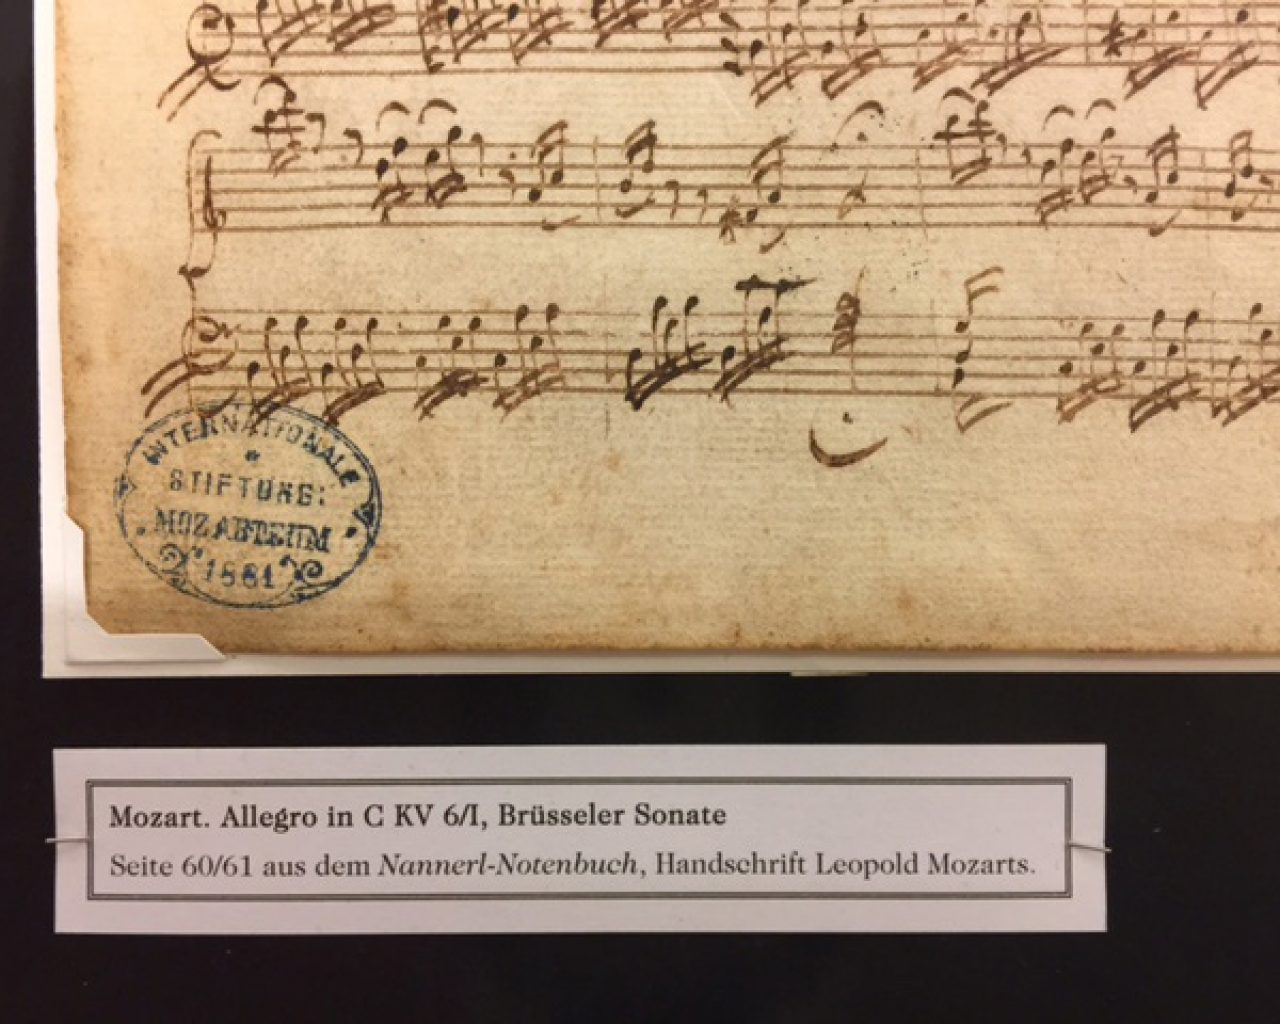 INTERNATIONALE
STIFTUNG:
MOZARTEUM
1881
Mozart. Allegro in C KV 6/I, Brüsseler Sonate
Seite 60/61 aus dem Nannerl-Notenbuch, Handschrift Leopold Mozarts.